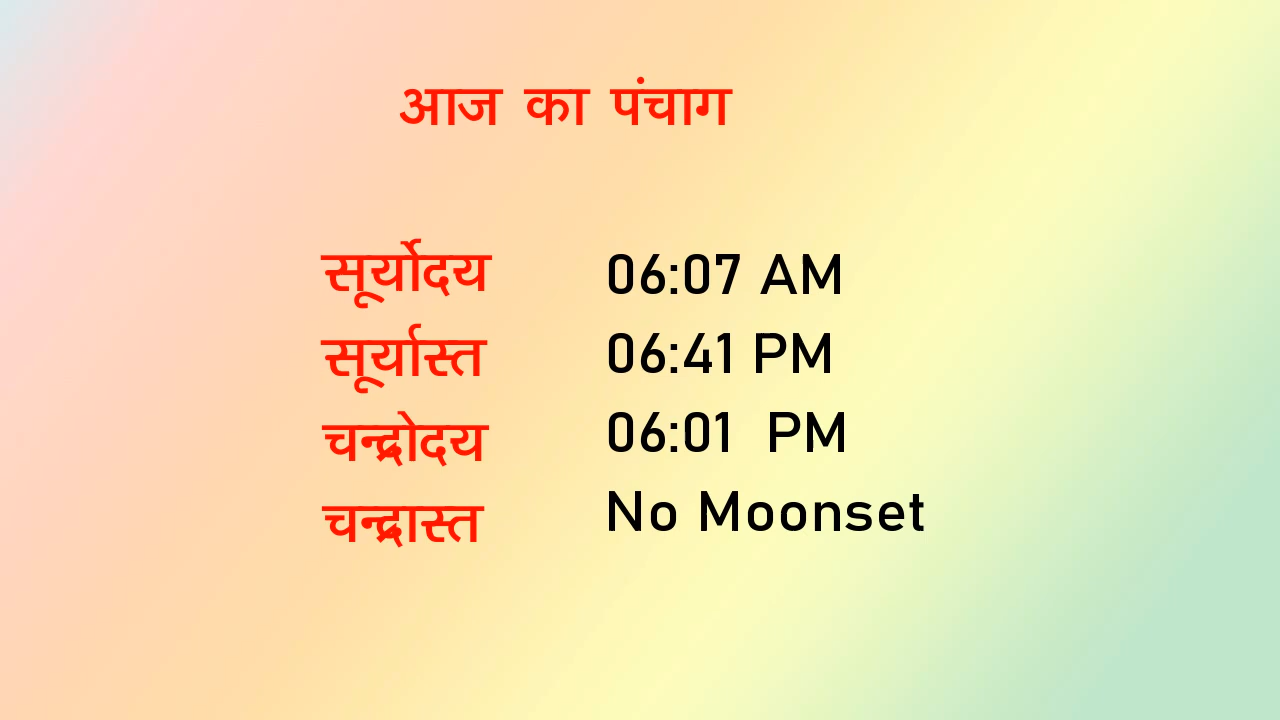 आज का पंचाग
सूर्योदय 06:07 AM
सूर्यास्त 06:41 PM
चन्द्रोदय 06:01 PM
चन्द्रास्त No Moonset